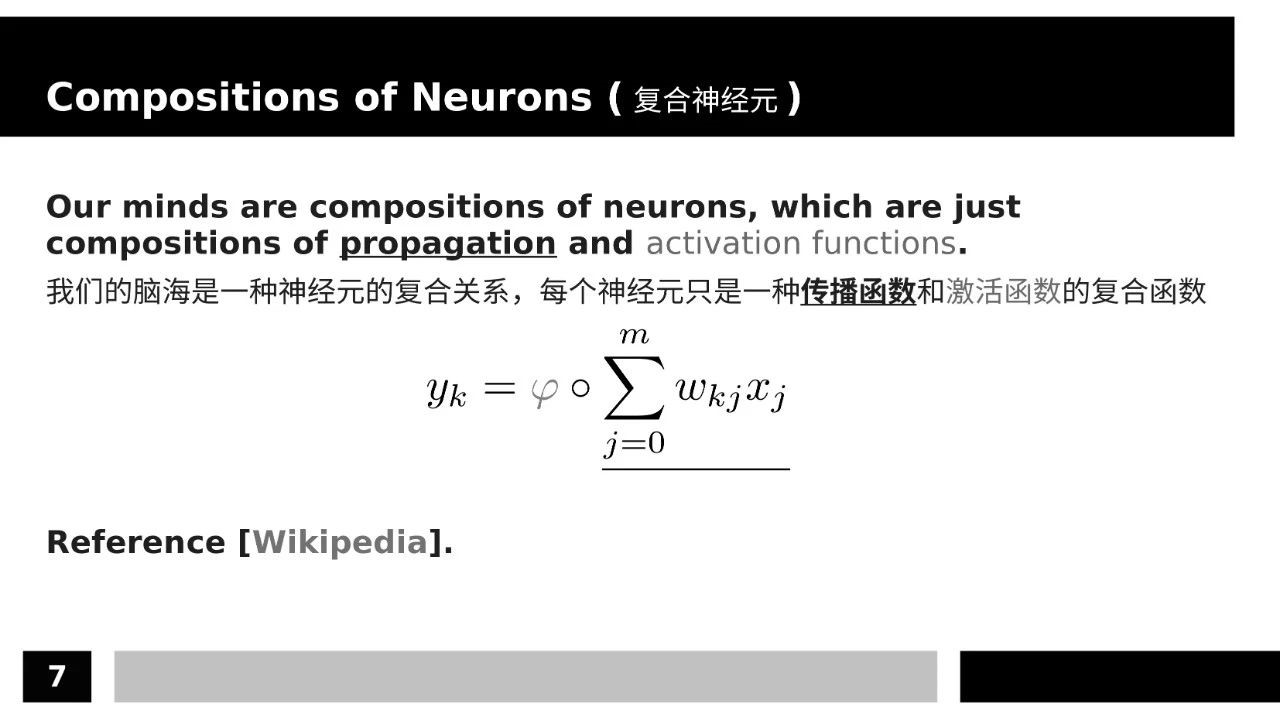 Compositions of Neurons ( 复合神经元 )
Our minds are compositions of neurons, which are just
compositions of propagation and activation functions.
我们的脑海是一种神经元的复合关系，每个神经元只是一种传播函数和激活函数的复合函数
y_k = φ ∘ ∑_{j=0}^{m} w_{kj} x_j
Reference [Wikipedia].
7